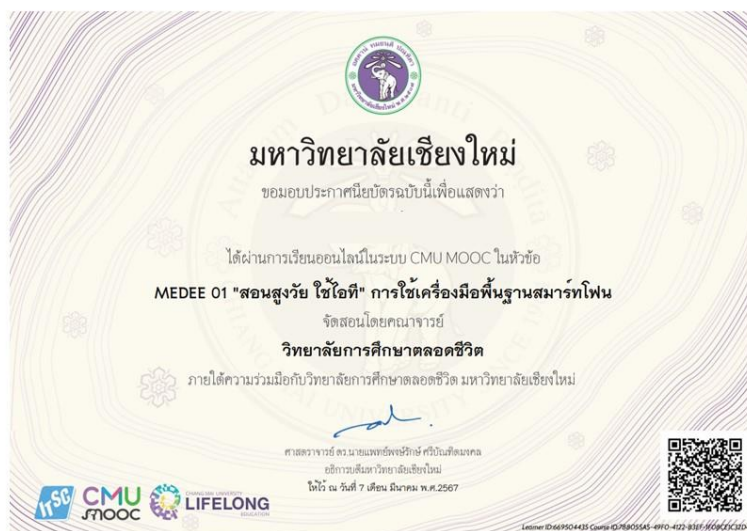 มหาวิทยาลัยเชียงใหม่
ขอมอบประกาศนียบัตรฉบับนี้เพื่อแสดงว่า
ได้ผ่านการเรียนออนไลน์ในระบบ CMU MOOC ในหัวข้อ
MEDEE 01 "สอนสูงวัย ใช้ไอที" การใช้เครื่องมือพื้นฐานสมาร์ทโฟน
จัดสอนโดยคณาจารย์
วิทยาลัยการศึกษาตลอดชีวิต
ภายใต้ความร่วมมือกับวิทยาลัยการศึกษาตลอดชีวิต มหาวิทยาลัยเชียงใหม่
ศาสตราจารย์ ดร.นายแพทย์พงษ์รักษ์ ศรีบัณฑิตมงคล
อธิการบดีมหาวิทยาลัยเชียงใหม่
ให้ไว้ ณ วันที่ 7 เดือน มีนาคม พ.ศ.2567
ITSC
CMU
MOOC
CHIANG MAI UNIVERSITY
LIFELONG
EDUCATION